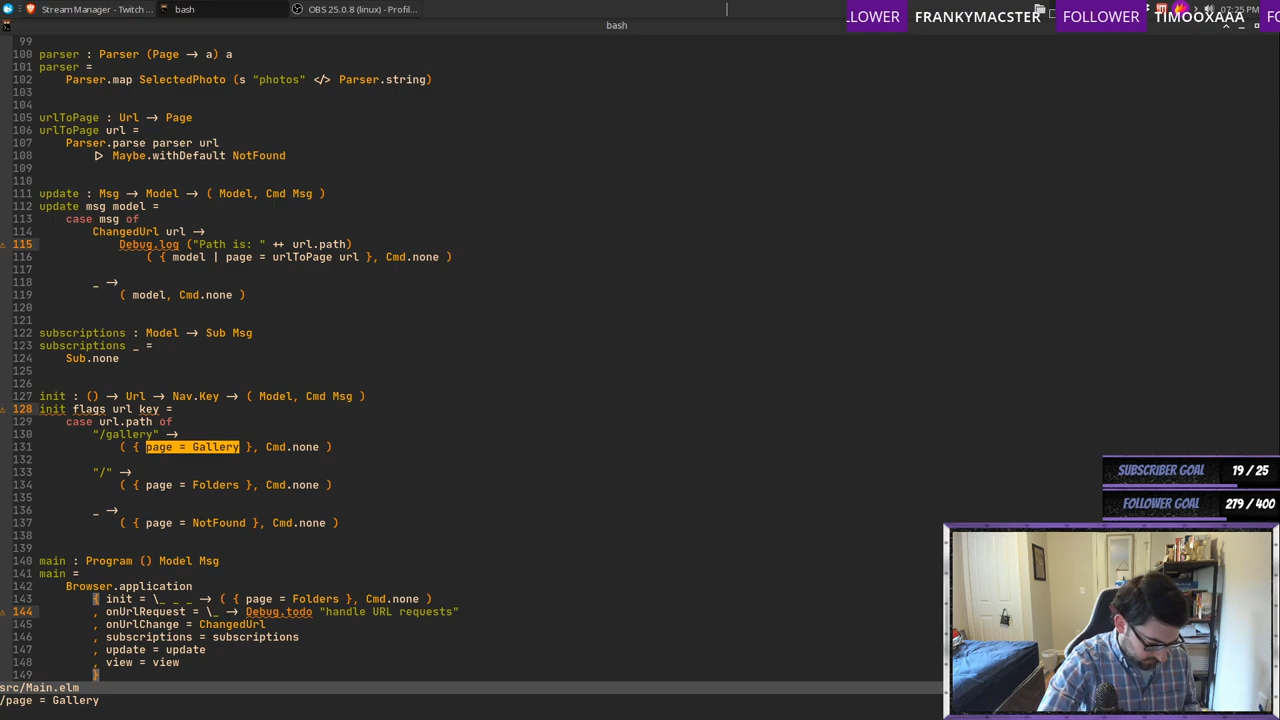 Stream Manager - Twitch ...
bash
OBS 25.0.8 (linux) - Profil...
07:25 PM
LLOWER FRANKYMACSTER FOLLOWER TIMOOXAAA FO
bash
99
100 parser : Parser (Page -> a) a
101 parser =
102 Parser.map SelectedPhoto (s "photos" </> Parser.string)
103
104
105 urlToPage : Url -> Page
106 urlToPage url =
107 Parser.parse parser url
108 |> Maybe.withDefault NotFound
109
110
111 update : Msg -> Model -> ( Model, Cmd Msg )
112 update msg model =
113 case msg of
114 ChangedUrl url ->
115 Debug.log ("Path is: " ++ url.path)
116 ( { model | page = urlToPage url }, Cmd.none )
117
118 _ ->
119 ( model, Cmd.none )
120
121
122 subscriptions : Model -> Sub Msg
123 subscriptions _ =
124 Sub.none
125
126
127 init : () -> Url -> Nav.Key -> ( Model, Cmd Msg )
128 init flags url key =
129 case url.path of
130 "/gallery" ->
131 ( { page = Gallery }, Cmd.none )
132
133 "/" ->
134 ( { page = Folders }, Cmd.none )
135
136 _ ->
137 ( { page = NotFound }, Cmd.none )
138
139
140 main : Program () Model Msg
141 main =
142 Browser.application
143 { init = \_ _ _ -> ( { page = Folders }, Cmd.none )
144 , onUrlRequest = \_ -> Debug.todo "handle URL requests"
145 , onUrlChange = ChangedUrl
146 , subscriptions = subscriptions
147 , update = update
148 , view = view
149 }
src/Main.elm
/page = Gallery
SUBSCRIBER GOAL 19 / 25
FOLLOWER GOAL 279 / 400